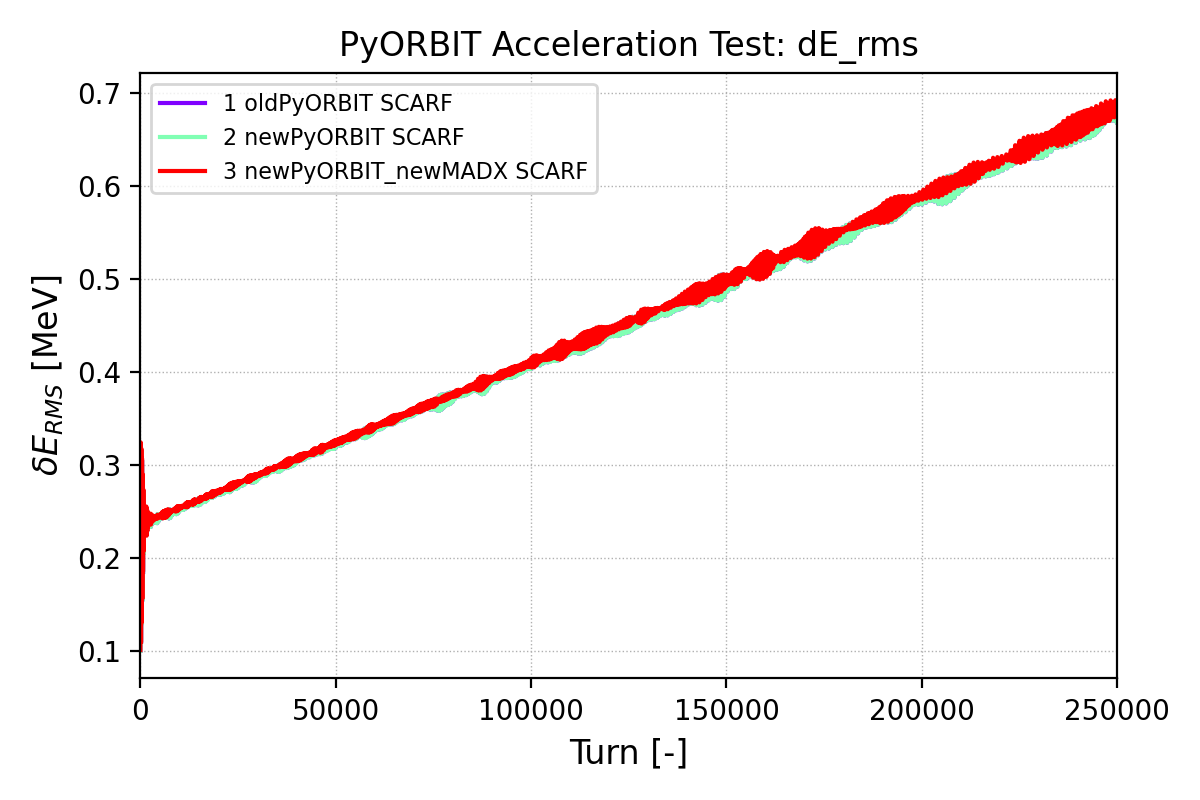 PyORBIT Acceleration Test: dE_rms
1 oldPyORBIT SCARF
2 newPyORBIT SCARF
3 newPyORBIT_newMADX SCARF
0.7
0.6
0.5
0.4
0.3
0.2
0.1
δE_RMS [MeV]
0 50000 100000 150000 200000 250000
Turn [-]